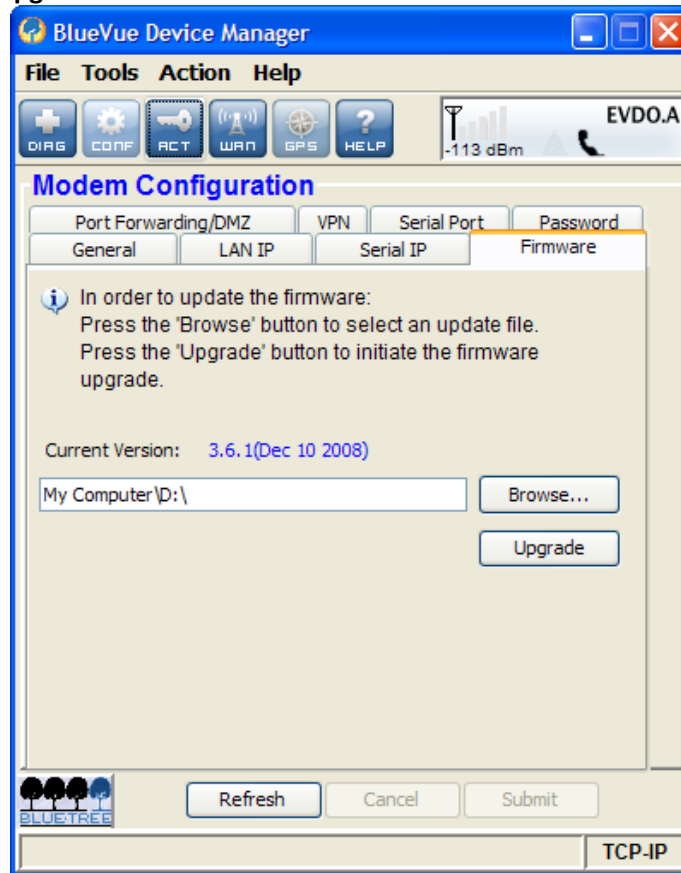 BlueVue Device Manager
File Tools Action Help
DIAG CONF ACT WAN GPS HELP
-113 dBm
EVDO.A
Modem Configuration
Port Forwarding/DMZ VPN Serial Port Password
General LAN IP Serial IP Firmware
In order to update the firmware:
Press the 'Browse' button to select an update file.
Press the 'Upgrade' button to initiate the firmware
upgrade.
Current Version: 3.6.1(Dec 10 2008)
My Computer\D:\
Browse...
Upgrade
BLUETREE
Refresh Cancel Submit
TCP-IP